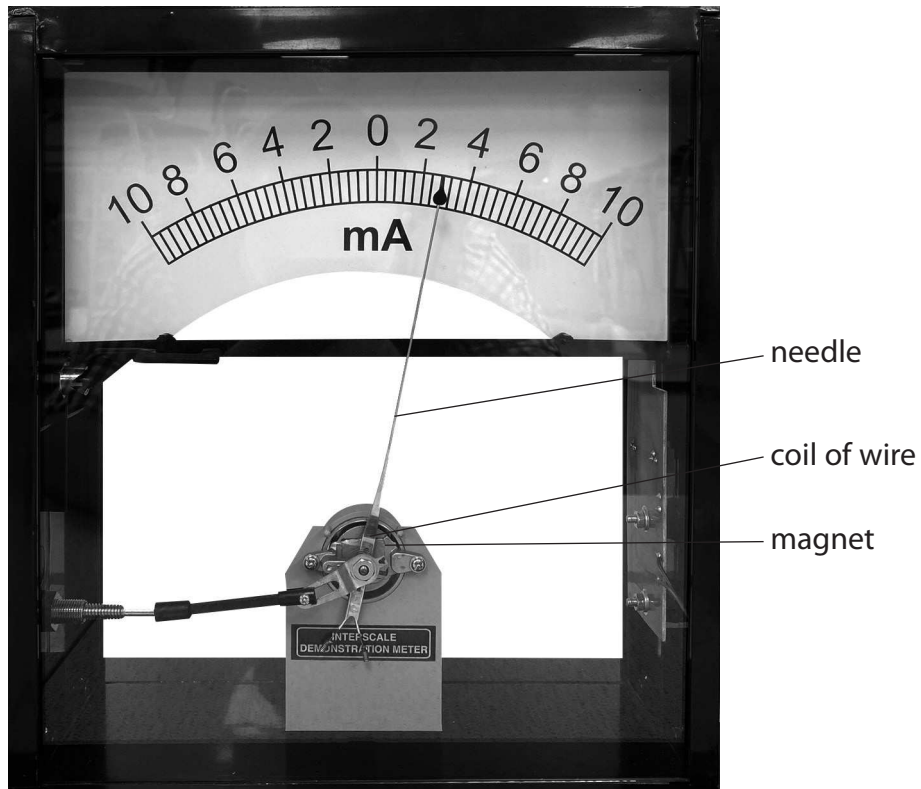 10 8 6 4 2 0 2 4 6 8 10
mA
needle
coil of wire
magnet
INTERSCALE
DEMONSTRATION METER